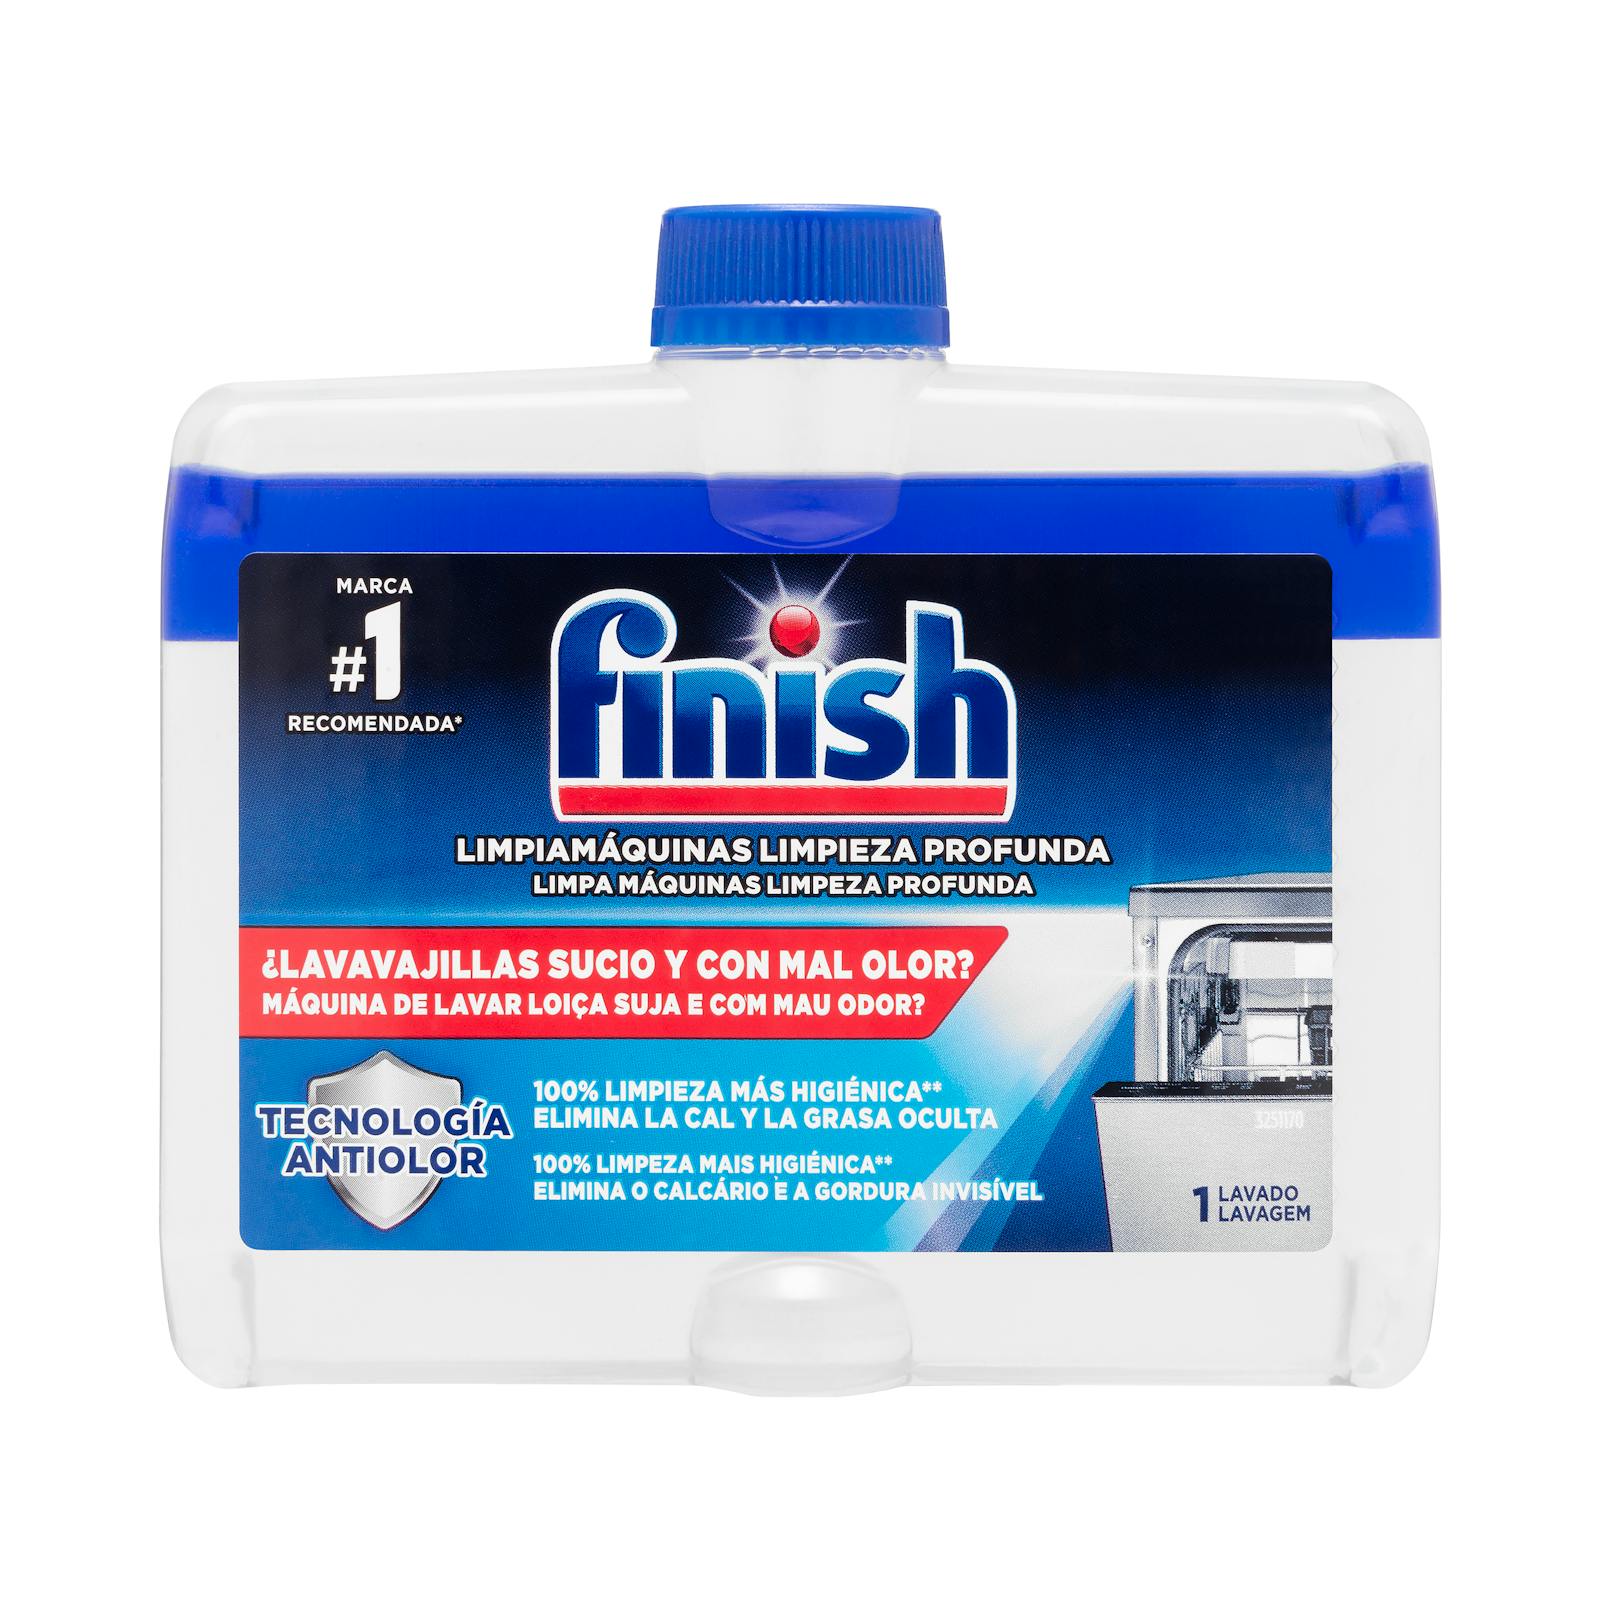 MARCA
#1
RECOMENDADA*
finish
LIMPIAMÁQUINAS LIMPIEZA PROFUNDA
LIMPA MÁQUINAS LIMPEZA PROFUNDA
¿LAVAVAJILLAS SUCIO Y CON MAL OLOR?
MÁQUINA DE LAVAR LOIÇA SUJA E COM MAU ODOR?
TECNOLOGÍA
ANTIOLOR
100% LIMPIEZA MÁS HIGIÉNICA**
ELIMINA LA CAL Y LA GRASA OCULTA
100% LIMPEZA MAIS HIGIÉNICA**
ELIMINA O CALCÁRIO E A GORDURA INVISÍVEL
3251170
1 LAVADO
LAVAGEM